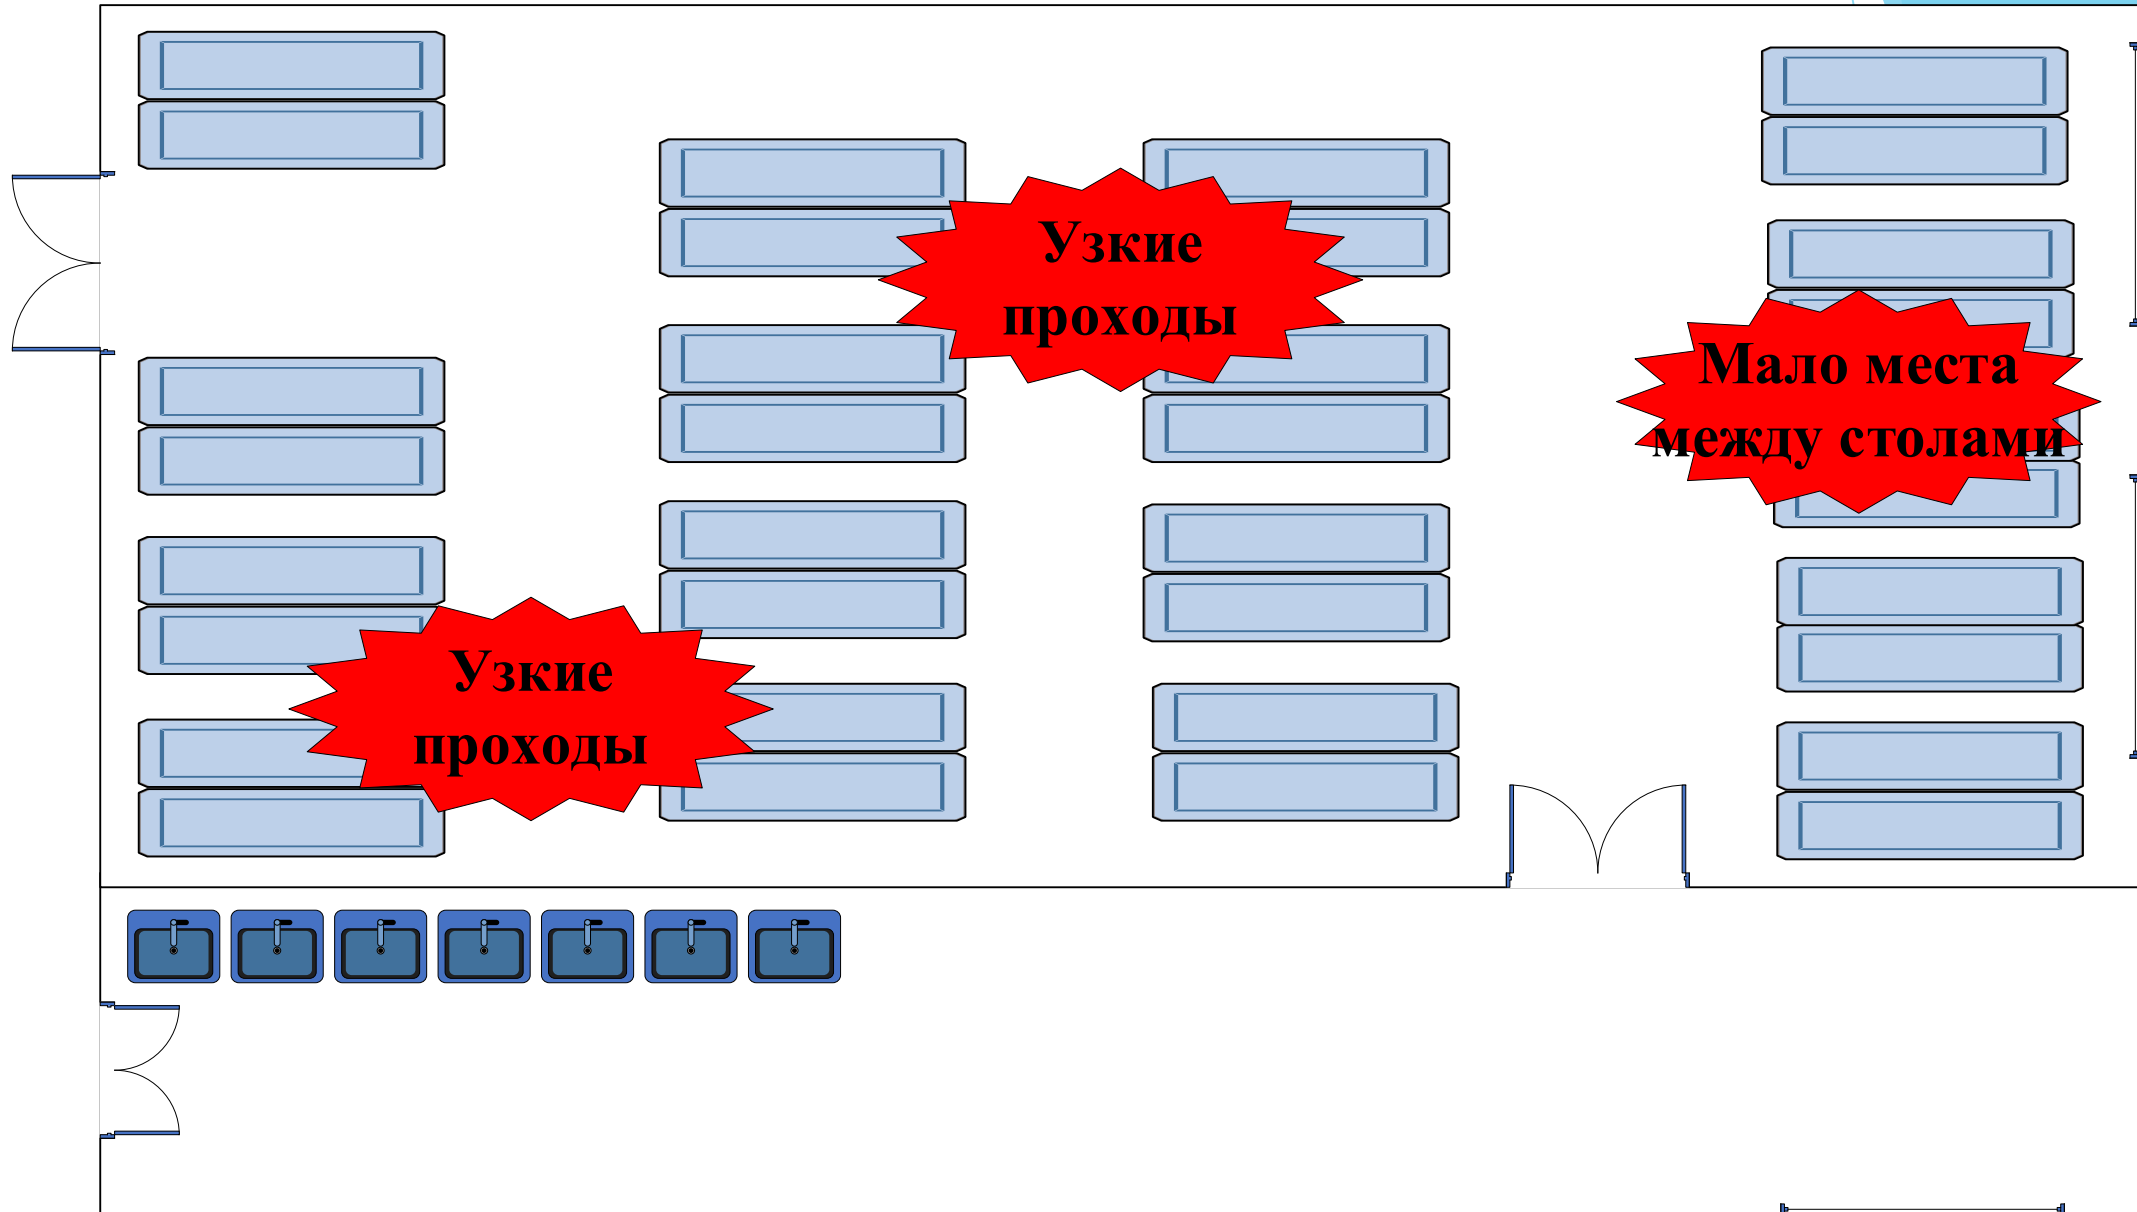 Узкие
проходы
Мало места
между столами
Узкие
проходы